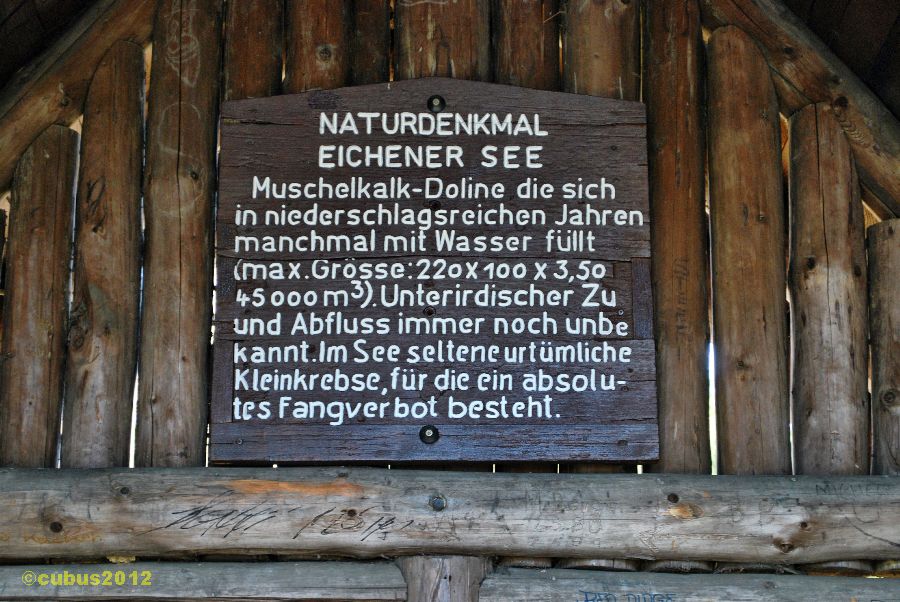 NATURDENKMAL
EICHENER SEE
Muschelkalk-Doline die sich
in niederschlagsreichen Jahren
manchmal mit Wasser füllt
(max. Grösse: 220 x 100 x 3,50
45000 m³). Unterirdischer Zu
und Abfluss immer noch unbe
kannt. Im See seltene urtümliche
Kleinkrebse, für die ein absolu-
tes Fangverbot besteht.
©cubus2012